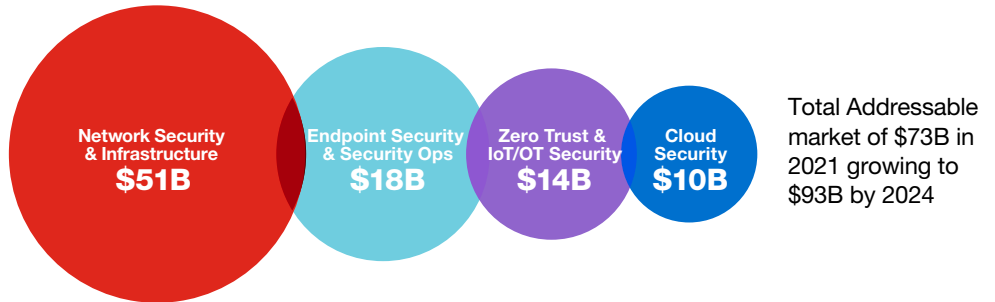 Network Security
& Infrastructure
$51B
Endpoint Security
& Security Ops
$18B
Zero Trust &
IoT/OT Security
$14B
Cloud
Security
$10B
Total Addressable
market of $73B in
2021 growing to
$93B by 2024